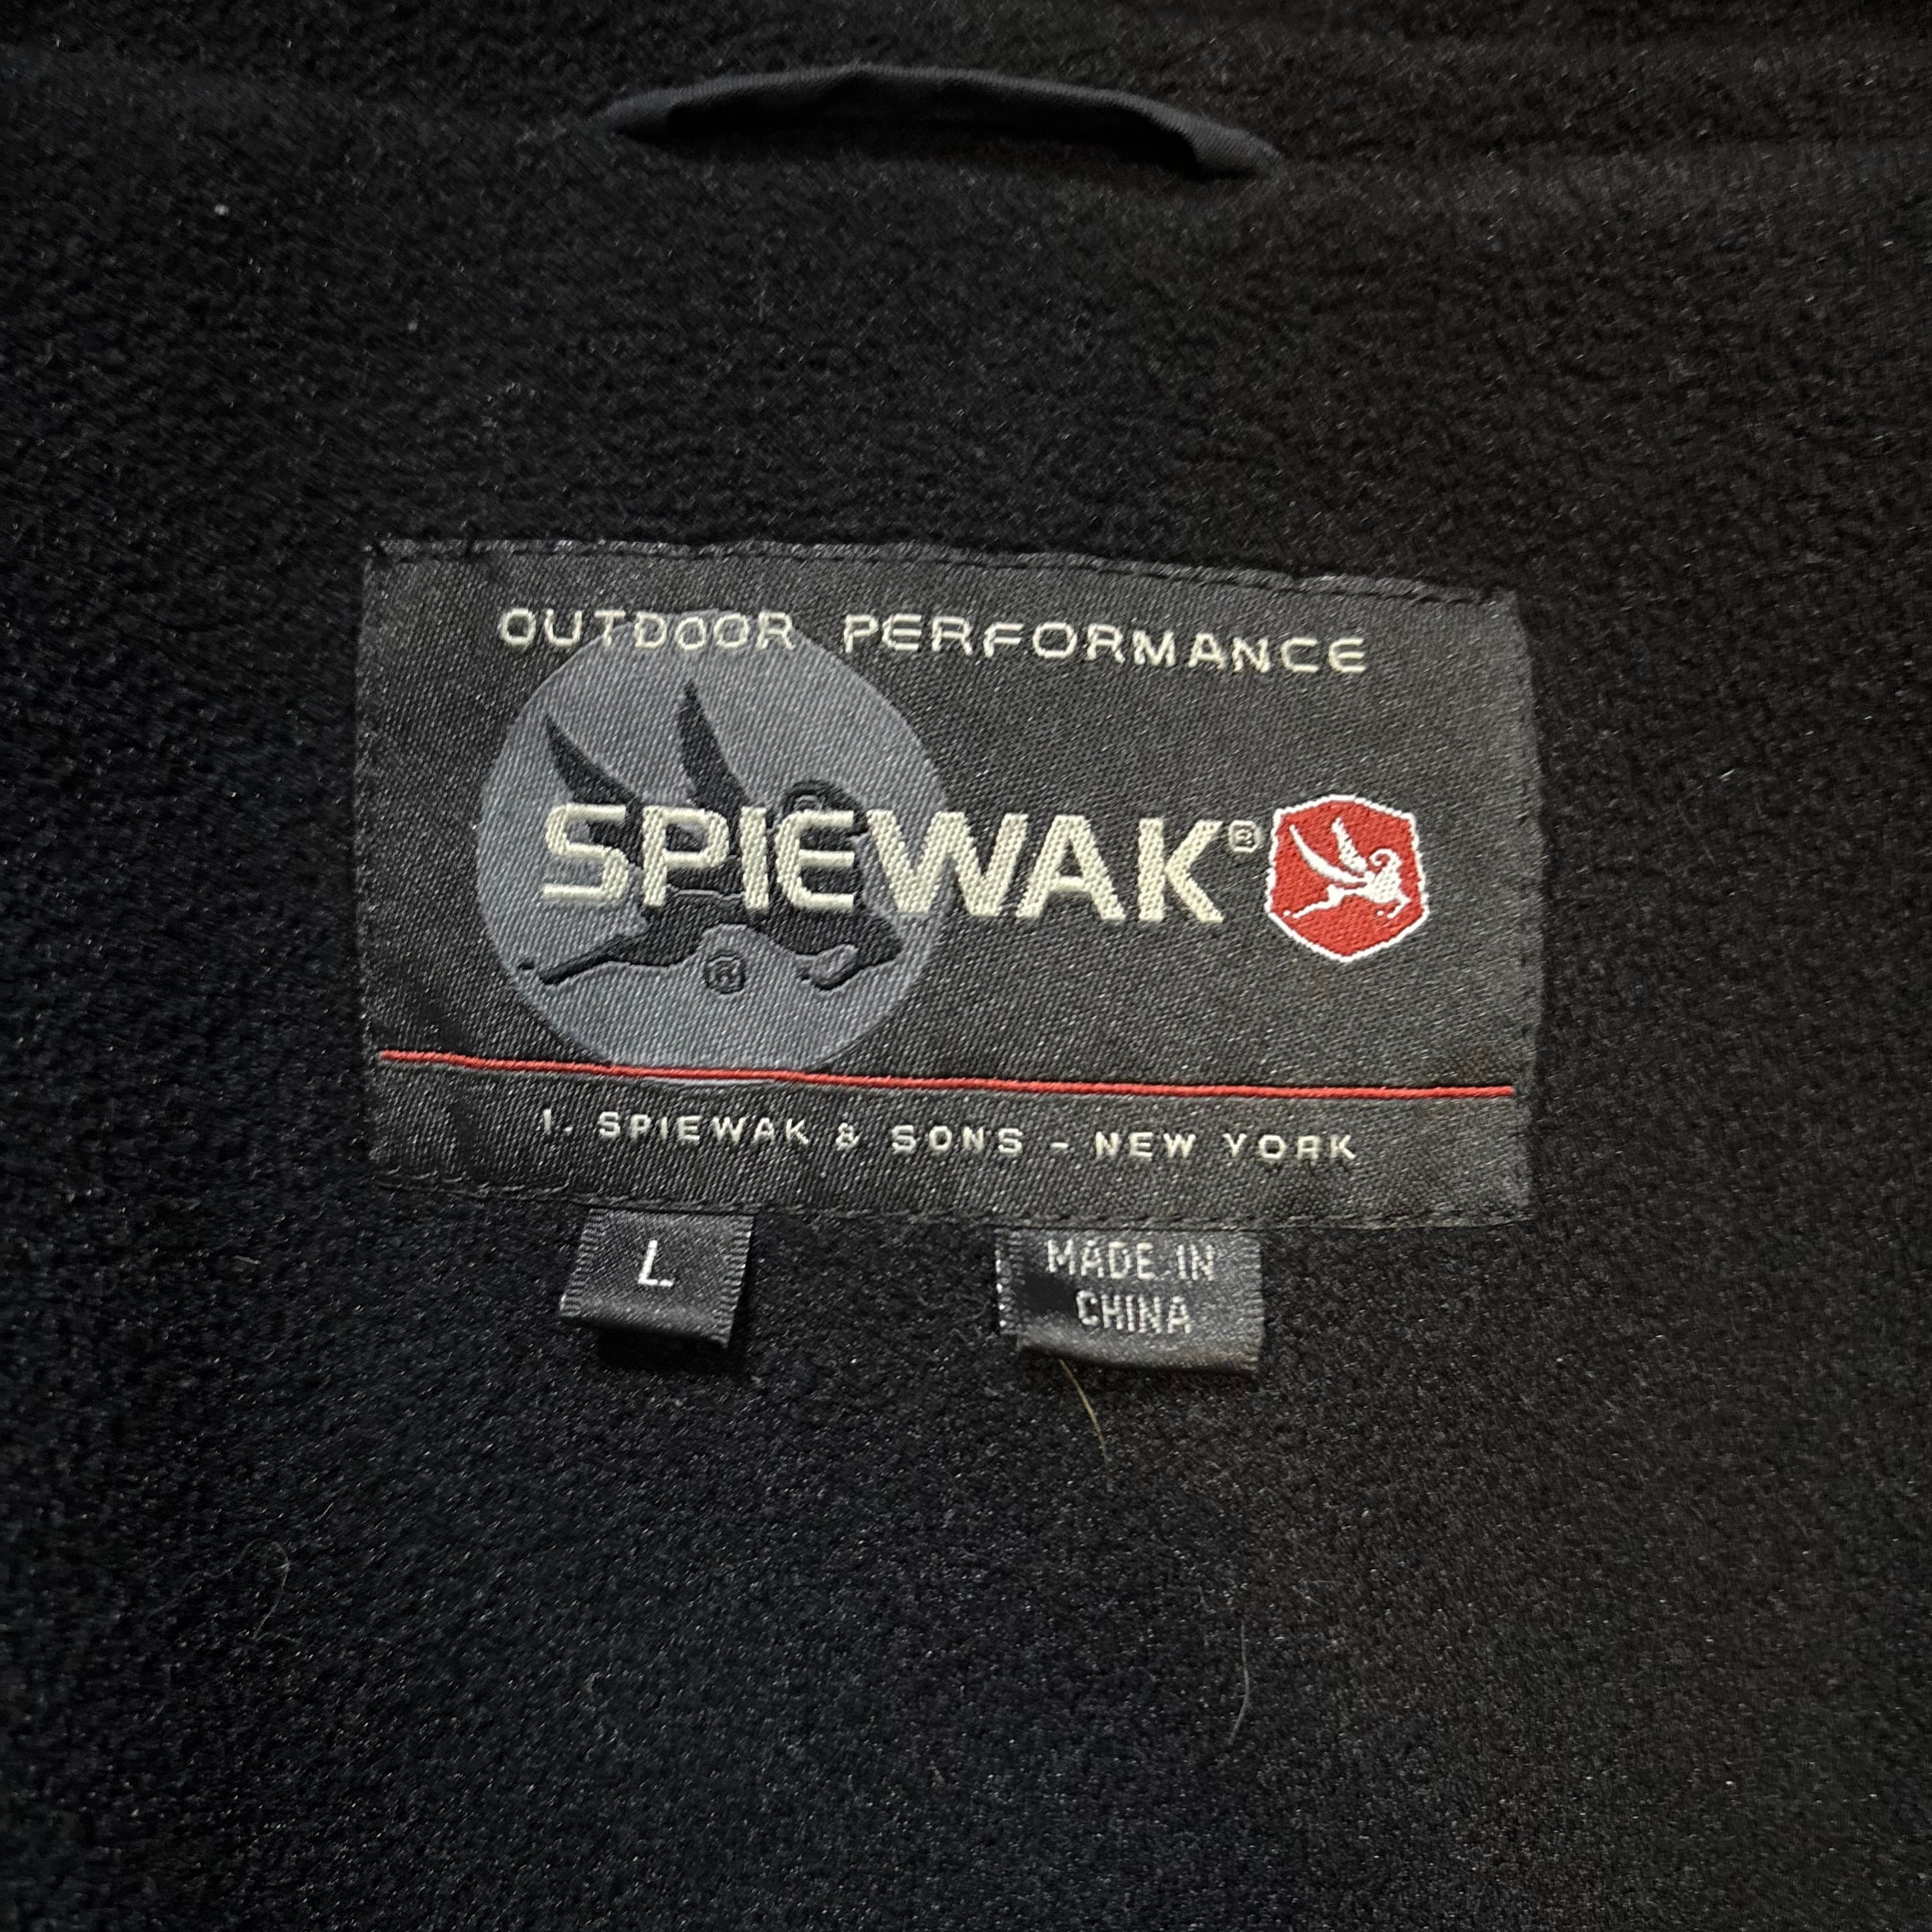 OUTDOOR PERFORMANCE
SPIEWAK®
®
I. SPIEWAK & SONS - NEW YORK
L
MADE IN
CHINA